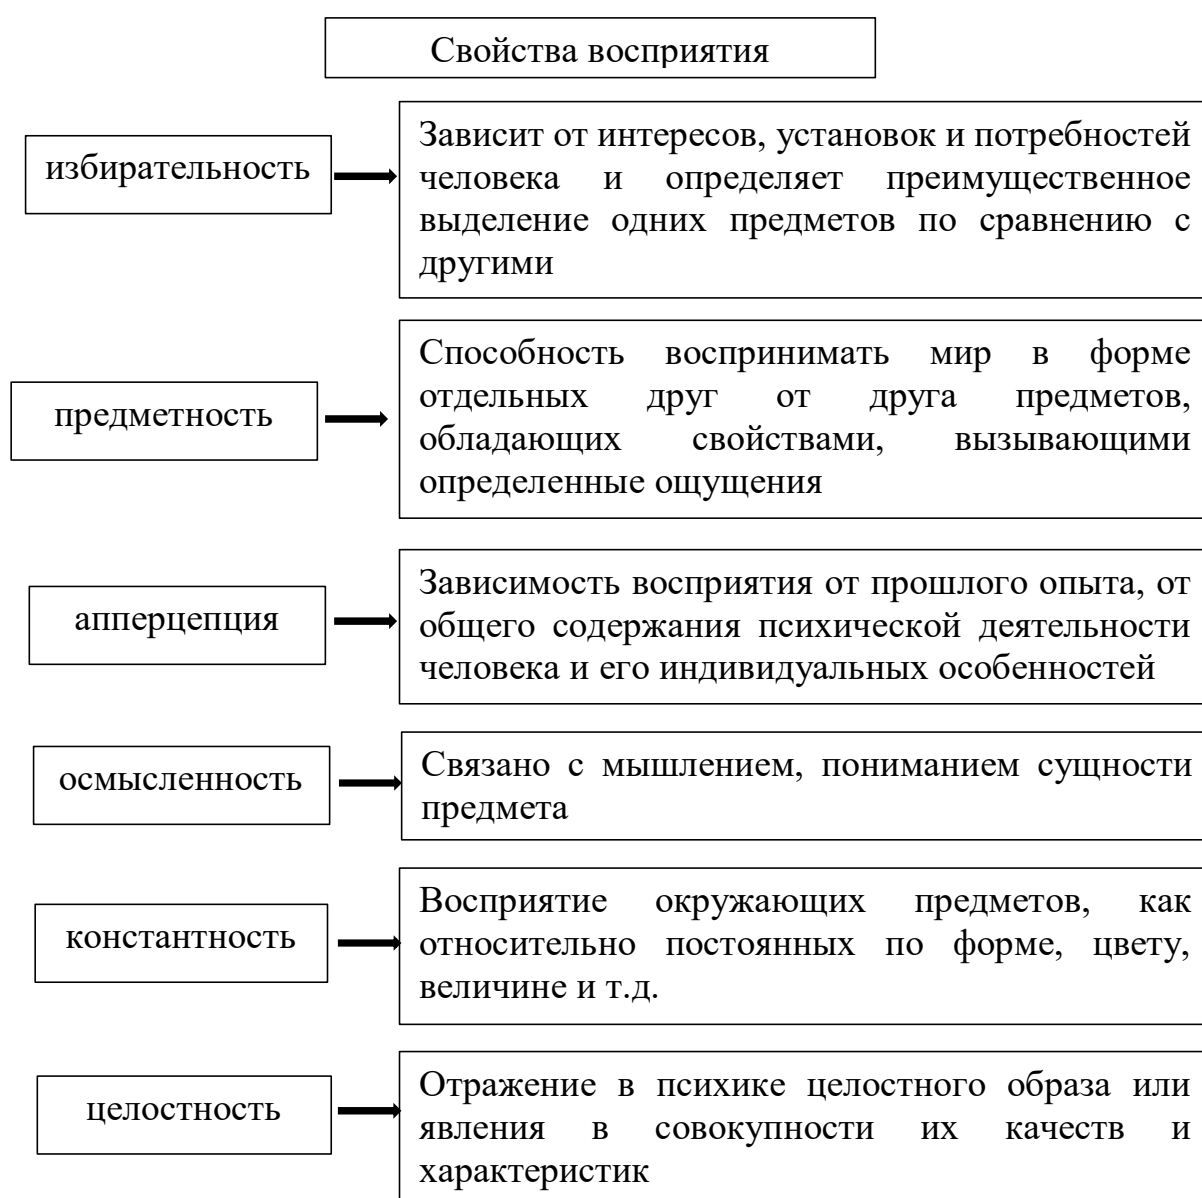 Свойства восприятия
избирательность
Зависит от интересов, установок и потребностей
человека и определяет преимущественное
выделение одних предметов по сравнению с
другими
предметность
Способность воспринимать мир в форме
отдельных друг от друга предметов,
обладающих свойствами, вызывающими
определенные ощущения
апперцепция
Зависимость восприятия от прошлого опыта, от
общего содержания психической деятельности
человека и его индивидуальных особенностей
осмысленность
Связано с мышлением, пониманием сущности
предмета
константность
Восприятие окружающих предметов, как
относительно постоянных по форме, цвету,
величине и т.д.
целостность
Отражение в психике целостного образа или
явления в совокупности их качеств и
характеристик